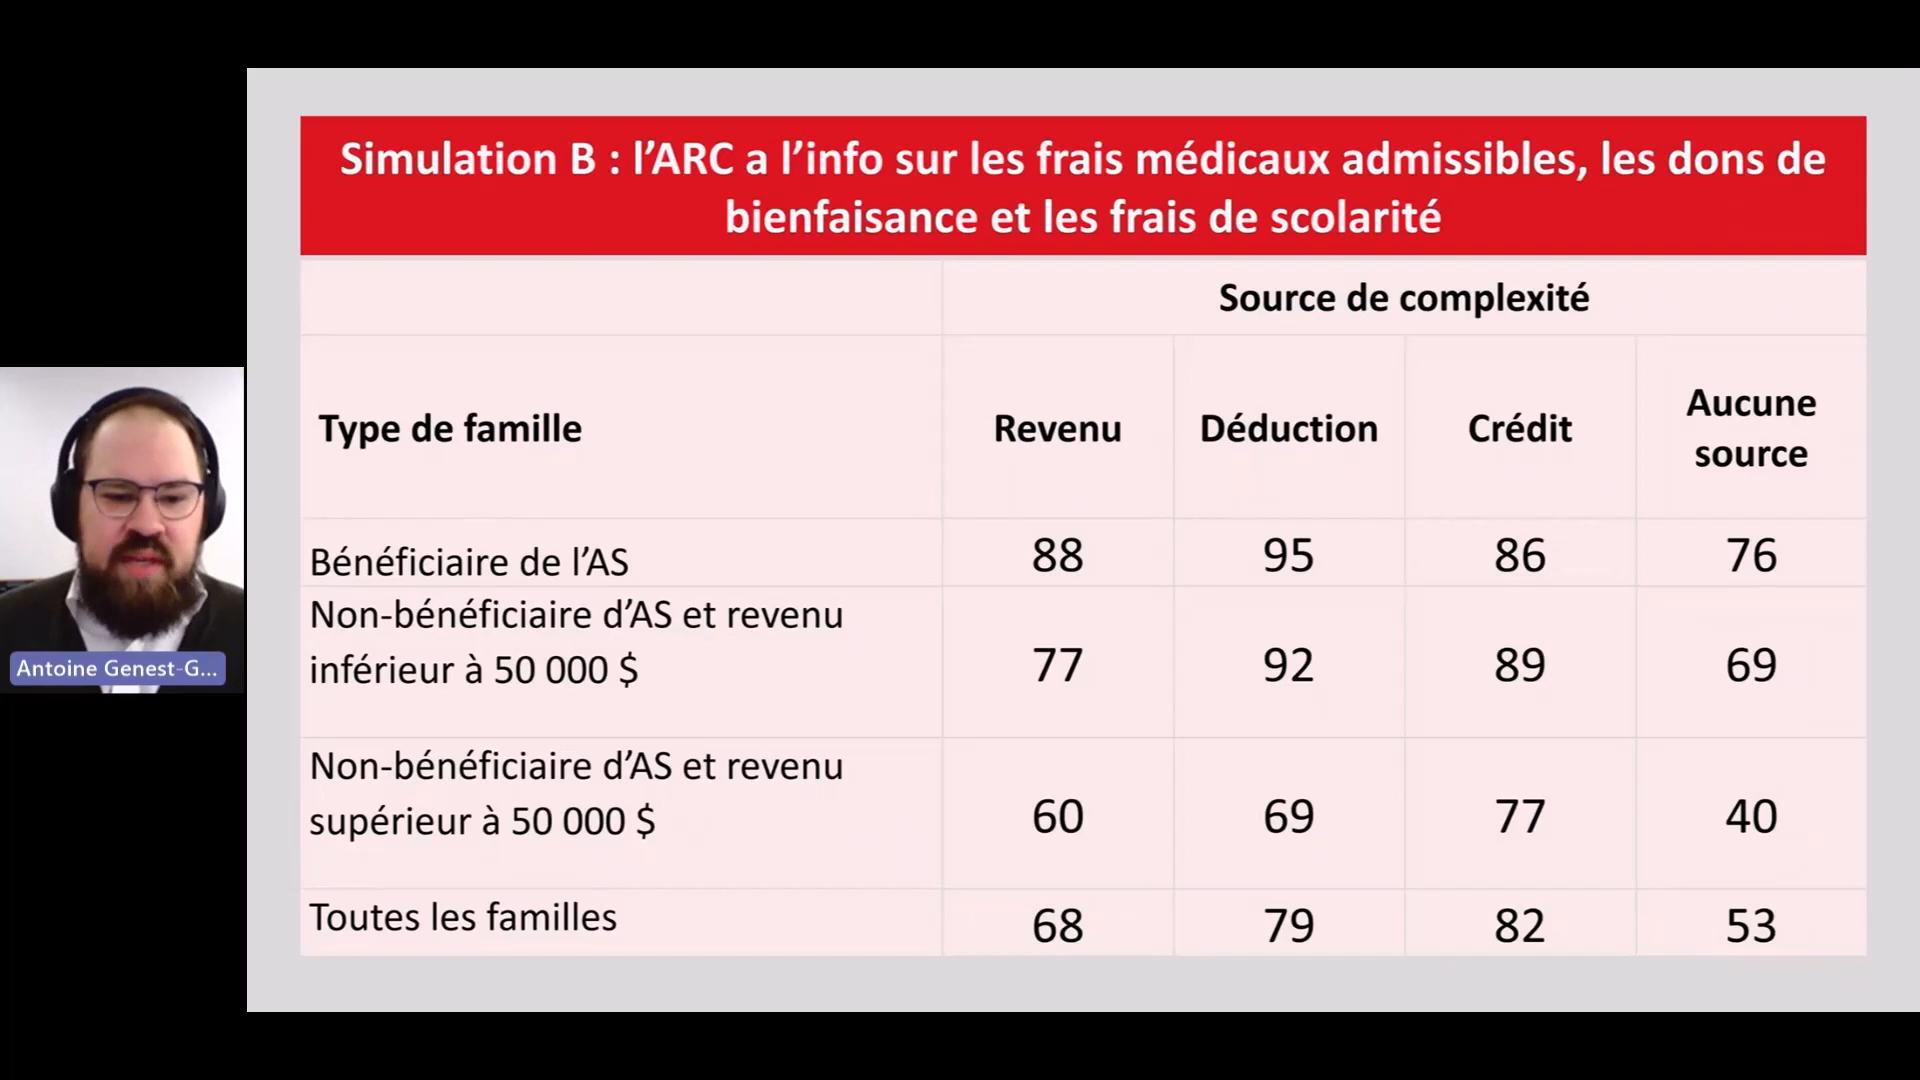 Simulation B : l’ARC a l’info sur les frais médicaux admissibles, les dons de
bienfaisance et les frais de scolarité
Source de complexité
Type de famille Revenu Déduction Crédit Aucune source
Bénéficiaire de l’AS 88 95 86 76
Non-bénéficiaire d’AS et revenu
inférieur à 50 000 $ 77 92 89 69
Non-bénéficiaire d’AS et revenu
supérieur à 50 000 $ 60 69 77 40
Toutes les familles 68 79 82 53
Antoine Genest-G...